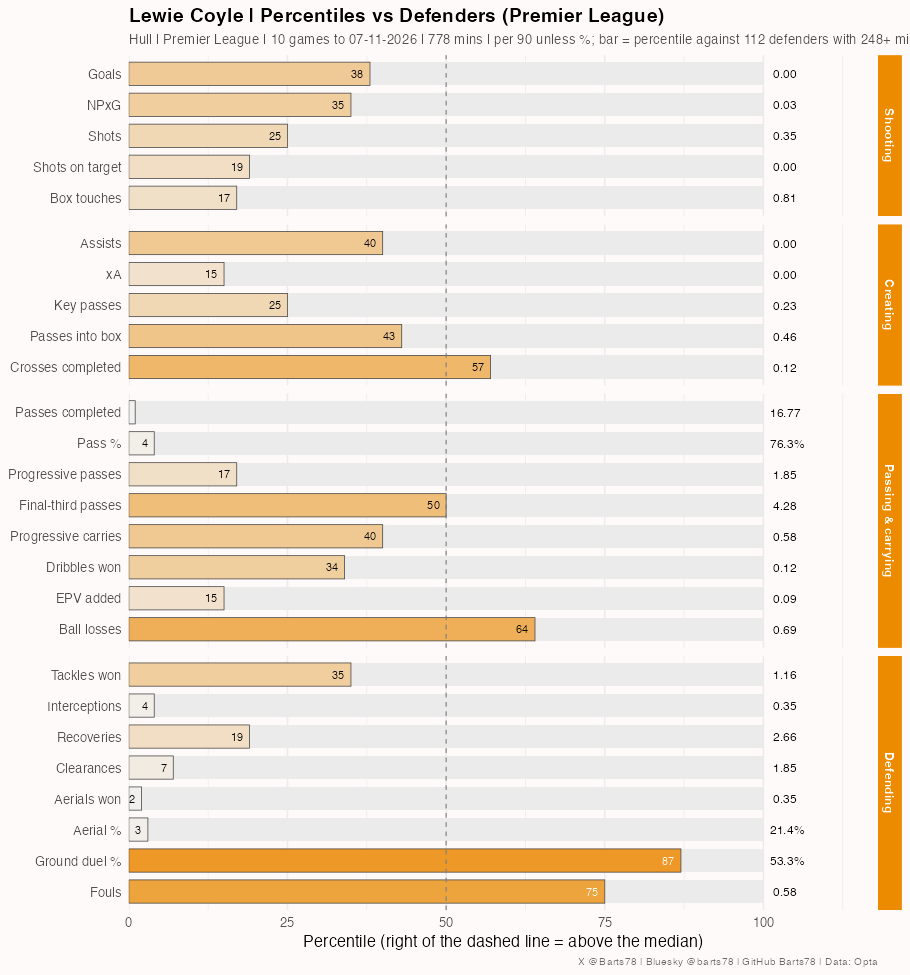 Lewie Coyle | Percentiles vs Defenders (Premier League)
Hull | Premier League | 10 games to 07-11-2026 | 778 mins | per 90 unless %; bar = percentile against 112 defenders with 248+ mi
Goals 38 0.00
NPxG 35 0.03
Shots 25 0.35
Shots on target 19 0.00
Box touches 17 0.81
Shooting
Assists 40 0.00
xA 15 0.00
Key passes 25 0.23
Passes into box 43 0.46
Crosses completed 57 0.12
Creating
Passes completed 16.77
Pass % 4 76.3%
Progressive passes 17 1.85
Final-third passes 50 4.28
Progressive carries 40 0.58
Dribbles won 34 0.12
EPV added 15 0.09
Ball losses 64 0.69
Passing & carrying
Tackles won 35 1.16
Interceptions 4 0.35
Recoveries 19 2.66
Clearances 7 1.85
Aerials won 2 0.35
Aerial % 3 21.4%
Ground duel % 87 53.3%
Fouls 75 0.58
Defending
0 25 50 75 100
Percentile (right of the dashed line = above the median)
X @Barts78 | Bluesky @barts78 | GitHub Barts78 | Data: Opta